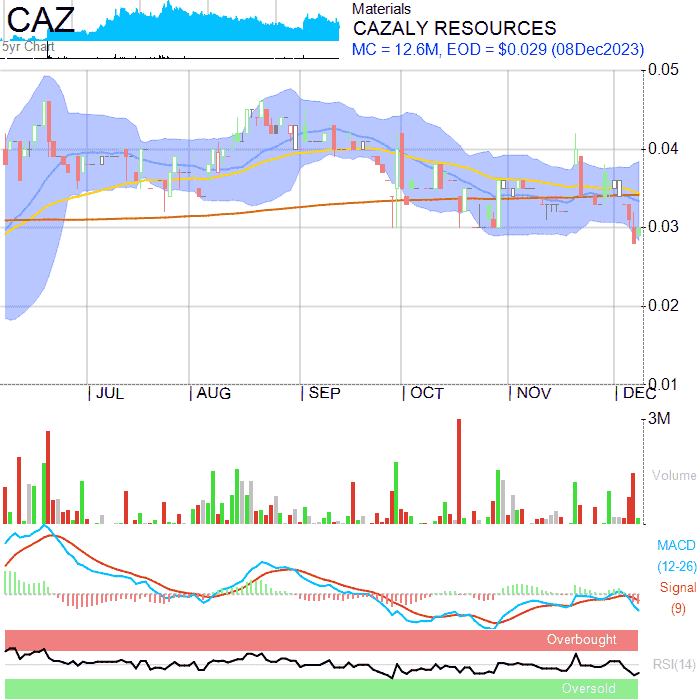 CAZ
Materials
CAZALY RESOURCES
MC = 12.6M, EOD = $0.029 (08Dec2023)
5yr Chart
0.05
0.04
0.03
0.02
0.01
JUL AUG SEP OCT NOV DEC
3M
Volume
MACD
(12-26)
Signal
(9)
Overbought
RSI(14)
Oversold